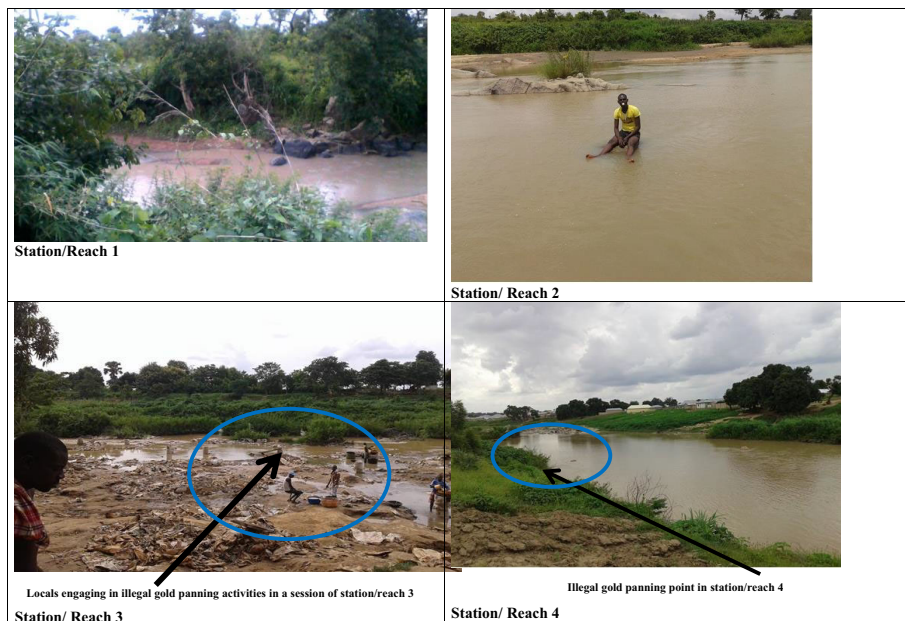 Station/Reach 1
Station/ Reach 2
Locals engaging in illegal gold panning activities in a session of station/reach 3
Station/ Reach 3
Illegal gold panning point in station/reach 4
Station/ Reach 4